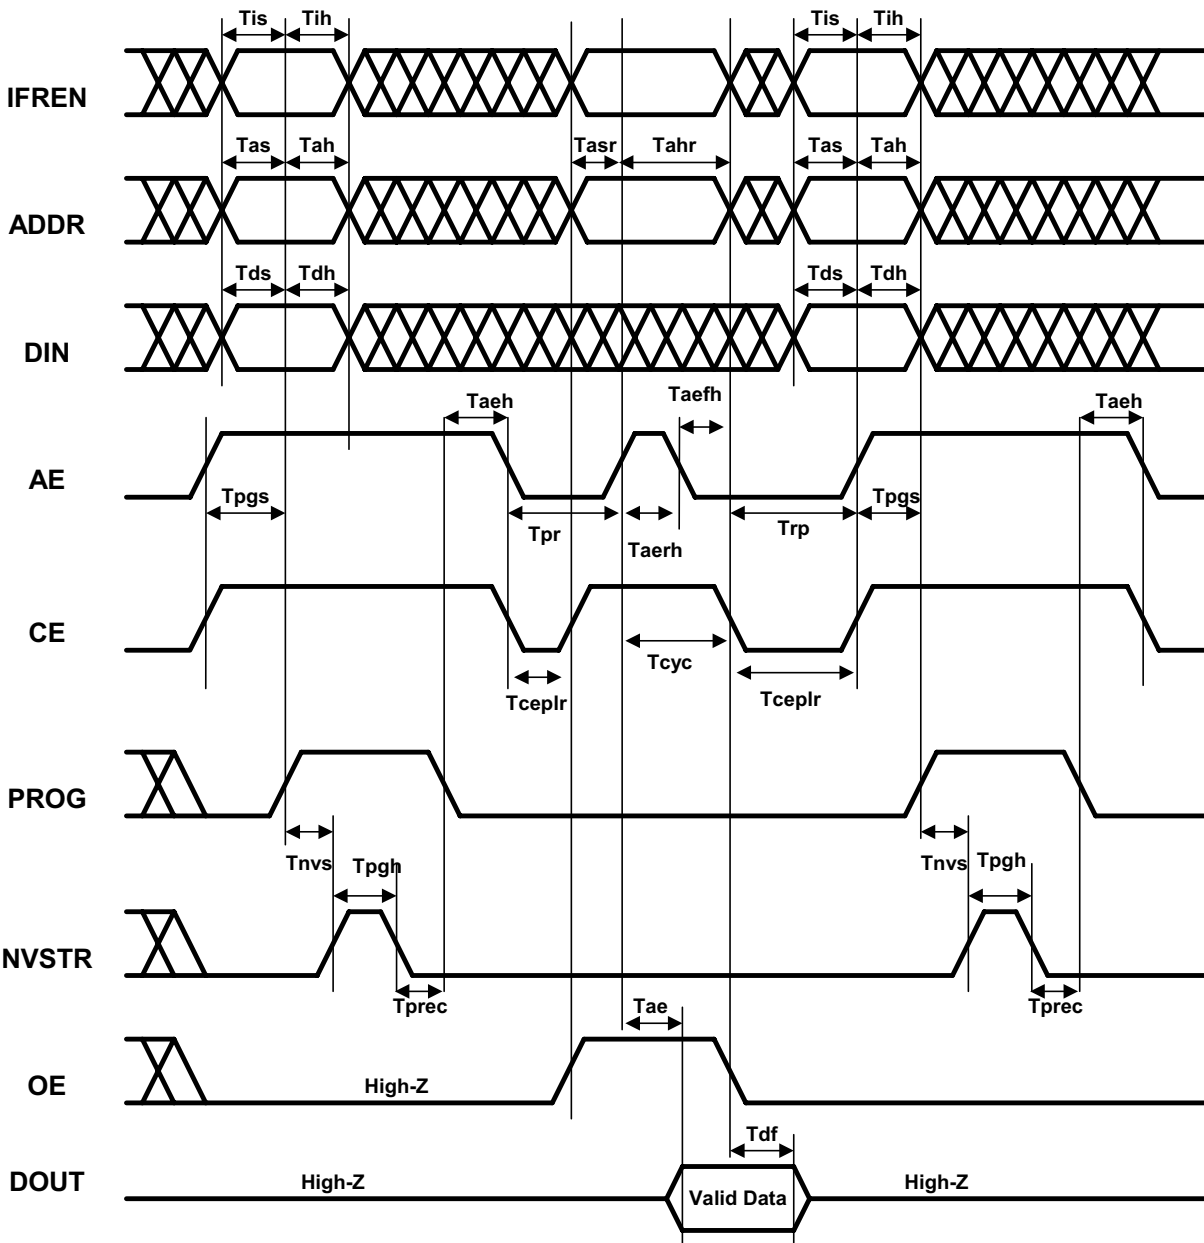 Tis Tih Tis Tih
IFREN
Tas Tah Tasr Tahr Tas Tah
ADDR
Tds Tdh Tds Tdh
DIN
Taeh Taefh Taeh
AE
Tpgs Tpr Taerh Trp Tpgs
CE
Tceplr Tcyc Tceplr
PROG
Tnvs Tpgh Tnvs Tpgh
NVSTR
Tprec Tae Tprec
OE
High-Z
Tdf
DOUT
High-Z Valid Data High-Z